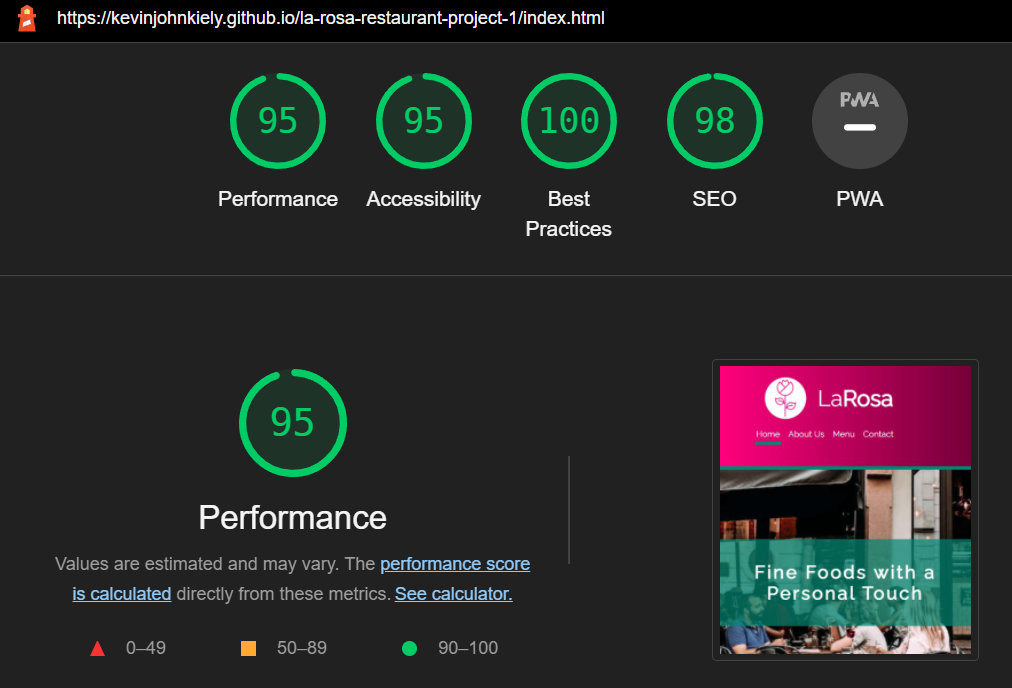 https://kevinjohnkiely.github.io/la-rosa-restaurant-project-1/index.html
95 95 100 98 PWA
Performance Accessibility Best Practices SEO PWA
95
Performance
Values are estimated and may vary. The performance score
is calculated directly from these metrics. See calculator.
0–49 50–89 90–100
LaRosa
Home About Us Menu Contact
Fine Foods with a
Personal Touch